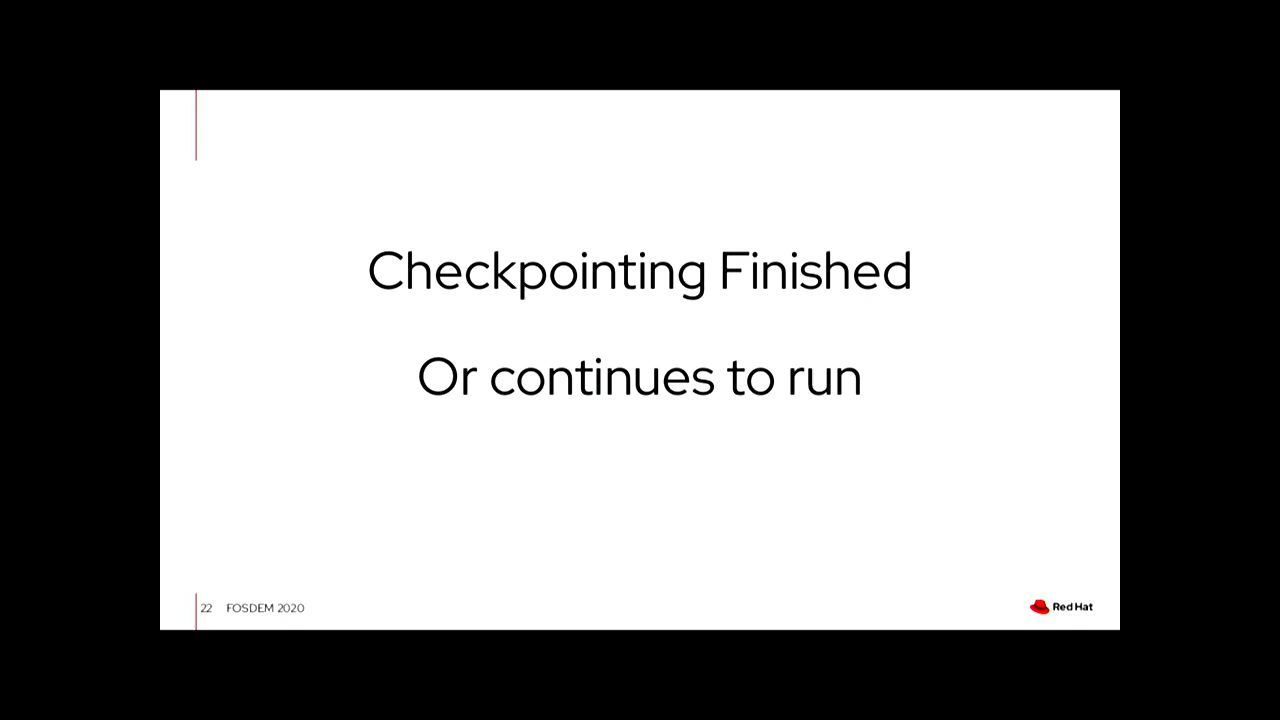 Checkpointing Finished
Or continues to run
22 FOSDEM 2020
Red Hat